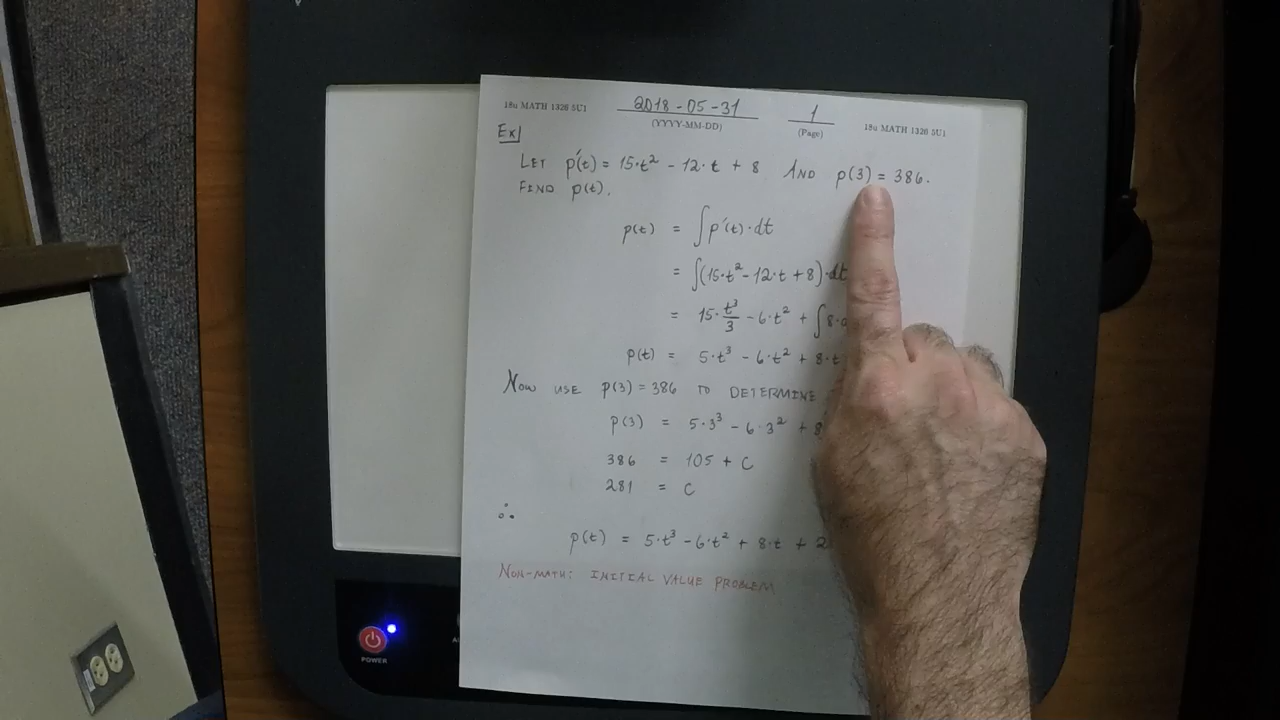 18u MATH 1326 5U1 2018-05-31 1 18u MATH 1326 5U1
(YYYY-MM-DD) (Page)
Ex
LET p′(t) = 15·t² - 12·t + 8 AND p(3) = 386.
FIND p(t).
p(t) = ∫p′(t)·dt
= ∫(15·t² - 12·t + 8)·dt
= 15·t³/3 - 6·t² + ∫8·
p(t) = 5·t³ - 6·t² + 8·t
NOW USE p(3) = 386 TO DETERMINE
p(3) = 5·3³ - 6·3² + 8
386 = 105 + C
281 = C
∴
p(t) = 5·t³ - 6·t² + 8·t + 2
NON-MATH: INITIAL VALUE PROBLEM
POWER